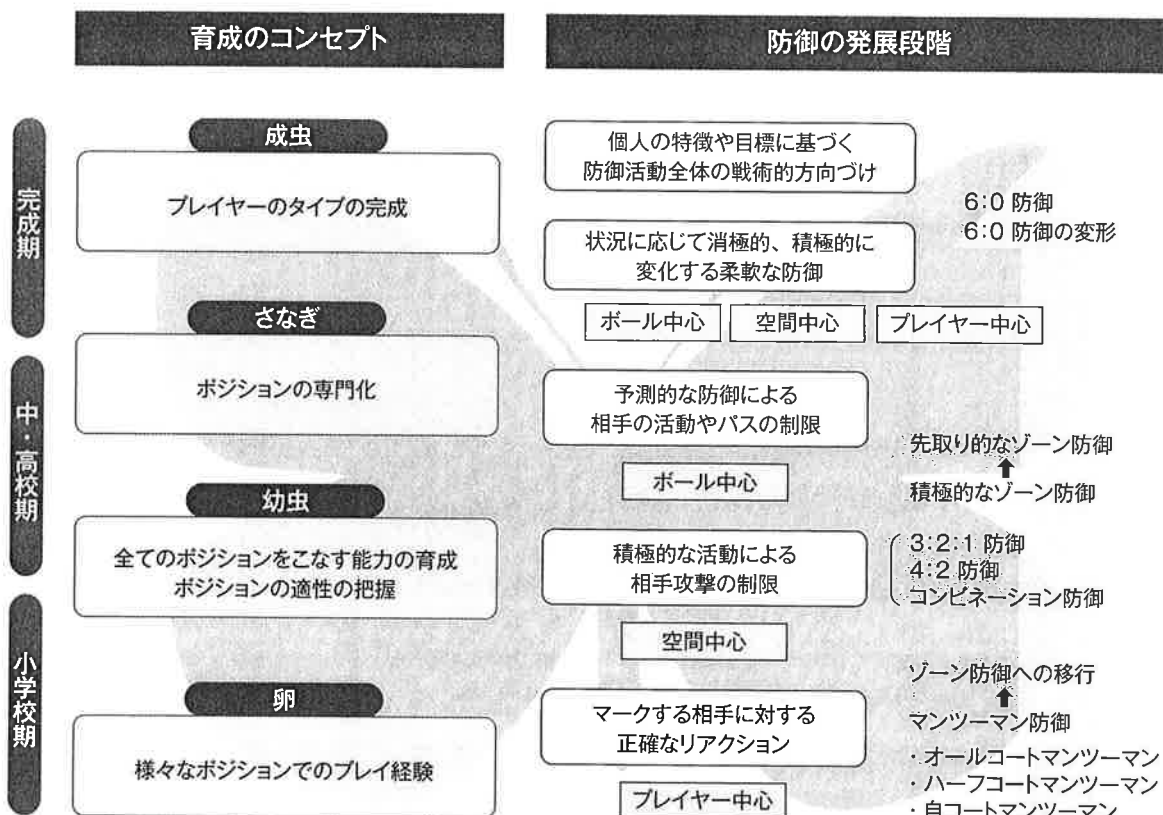 育成のコンセプト
防御の発展段階
完成期
中・高校期
小学校期
成虫
プレイヤーのタイプの完成
さなぎ
ポジションの専門化
幼虫
全てのポジションをこなす能力の育成
ポジションの適性の把握
卵
様々なポジションでのプレイ経験
個人の特徴や目標に基づく
防御活動全体の戦術的方向づけ
状況に応じて消極的、積極的に
変化する柔軟な防御
ボール中心
空間中心
プレイヤー中心
6:0 防御
6:0 防御の変形
予測的な防御による
相手の活動やパスの制限
ボール中心
先取り的なゾーン防御
⬆
積極的なゾーン防御
積極的な活動による
相手攻撃の制限
空間中心
3:2:1 防御
4:2 防御
コンビネーション防御
マークする相手に対する
正確なリアクション
プレイヤー中心
ゾーン防御への移行
⬆
マンツーマン防御
・オールコートマンツーマン
・ハーフコートマンツーマン
・自コートマンツーマン